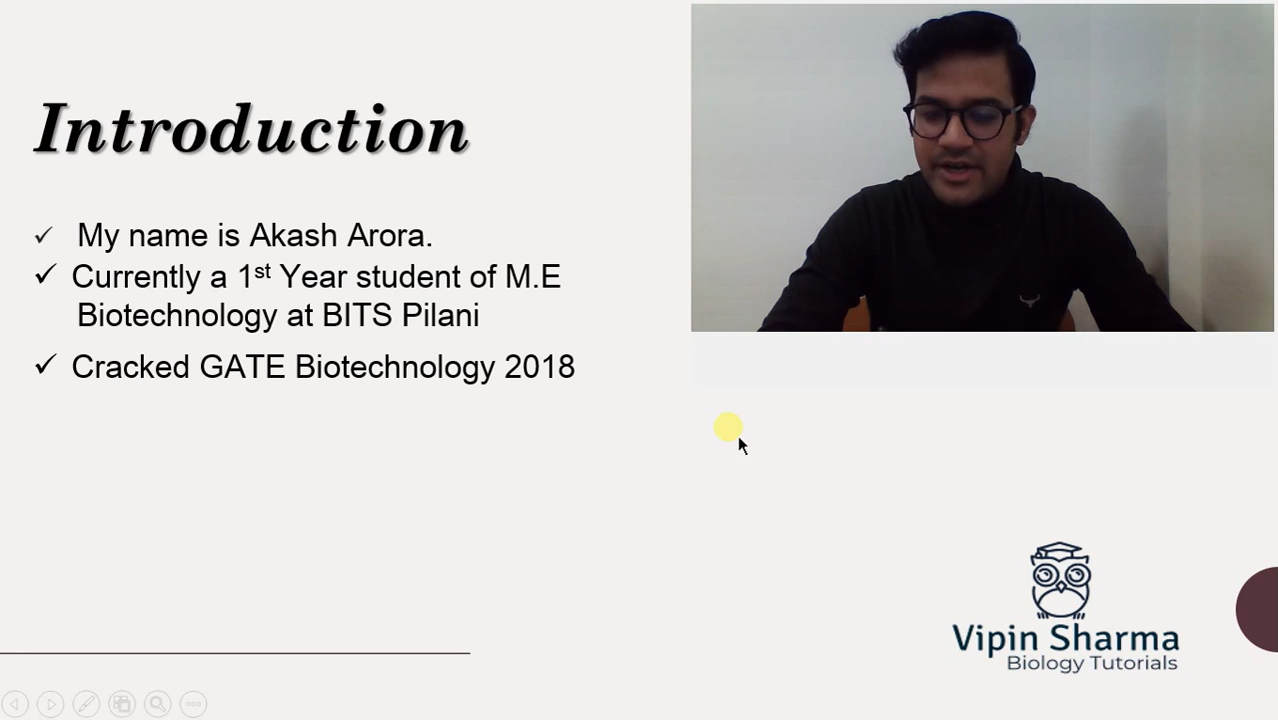 Introduction
✓ My name is Akash Arora.
✓ Currently a 1st Year student of M.E
Biotechnology at BITS Pilani
✓ Cracked GATE Biotechnology 2018
Vipin Sharma
Biology Tutorials